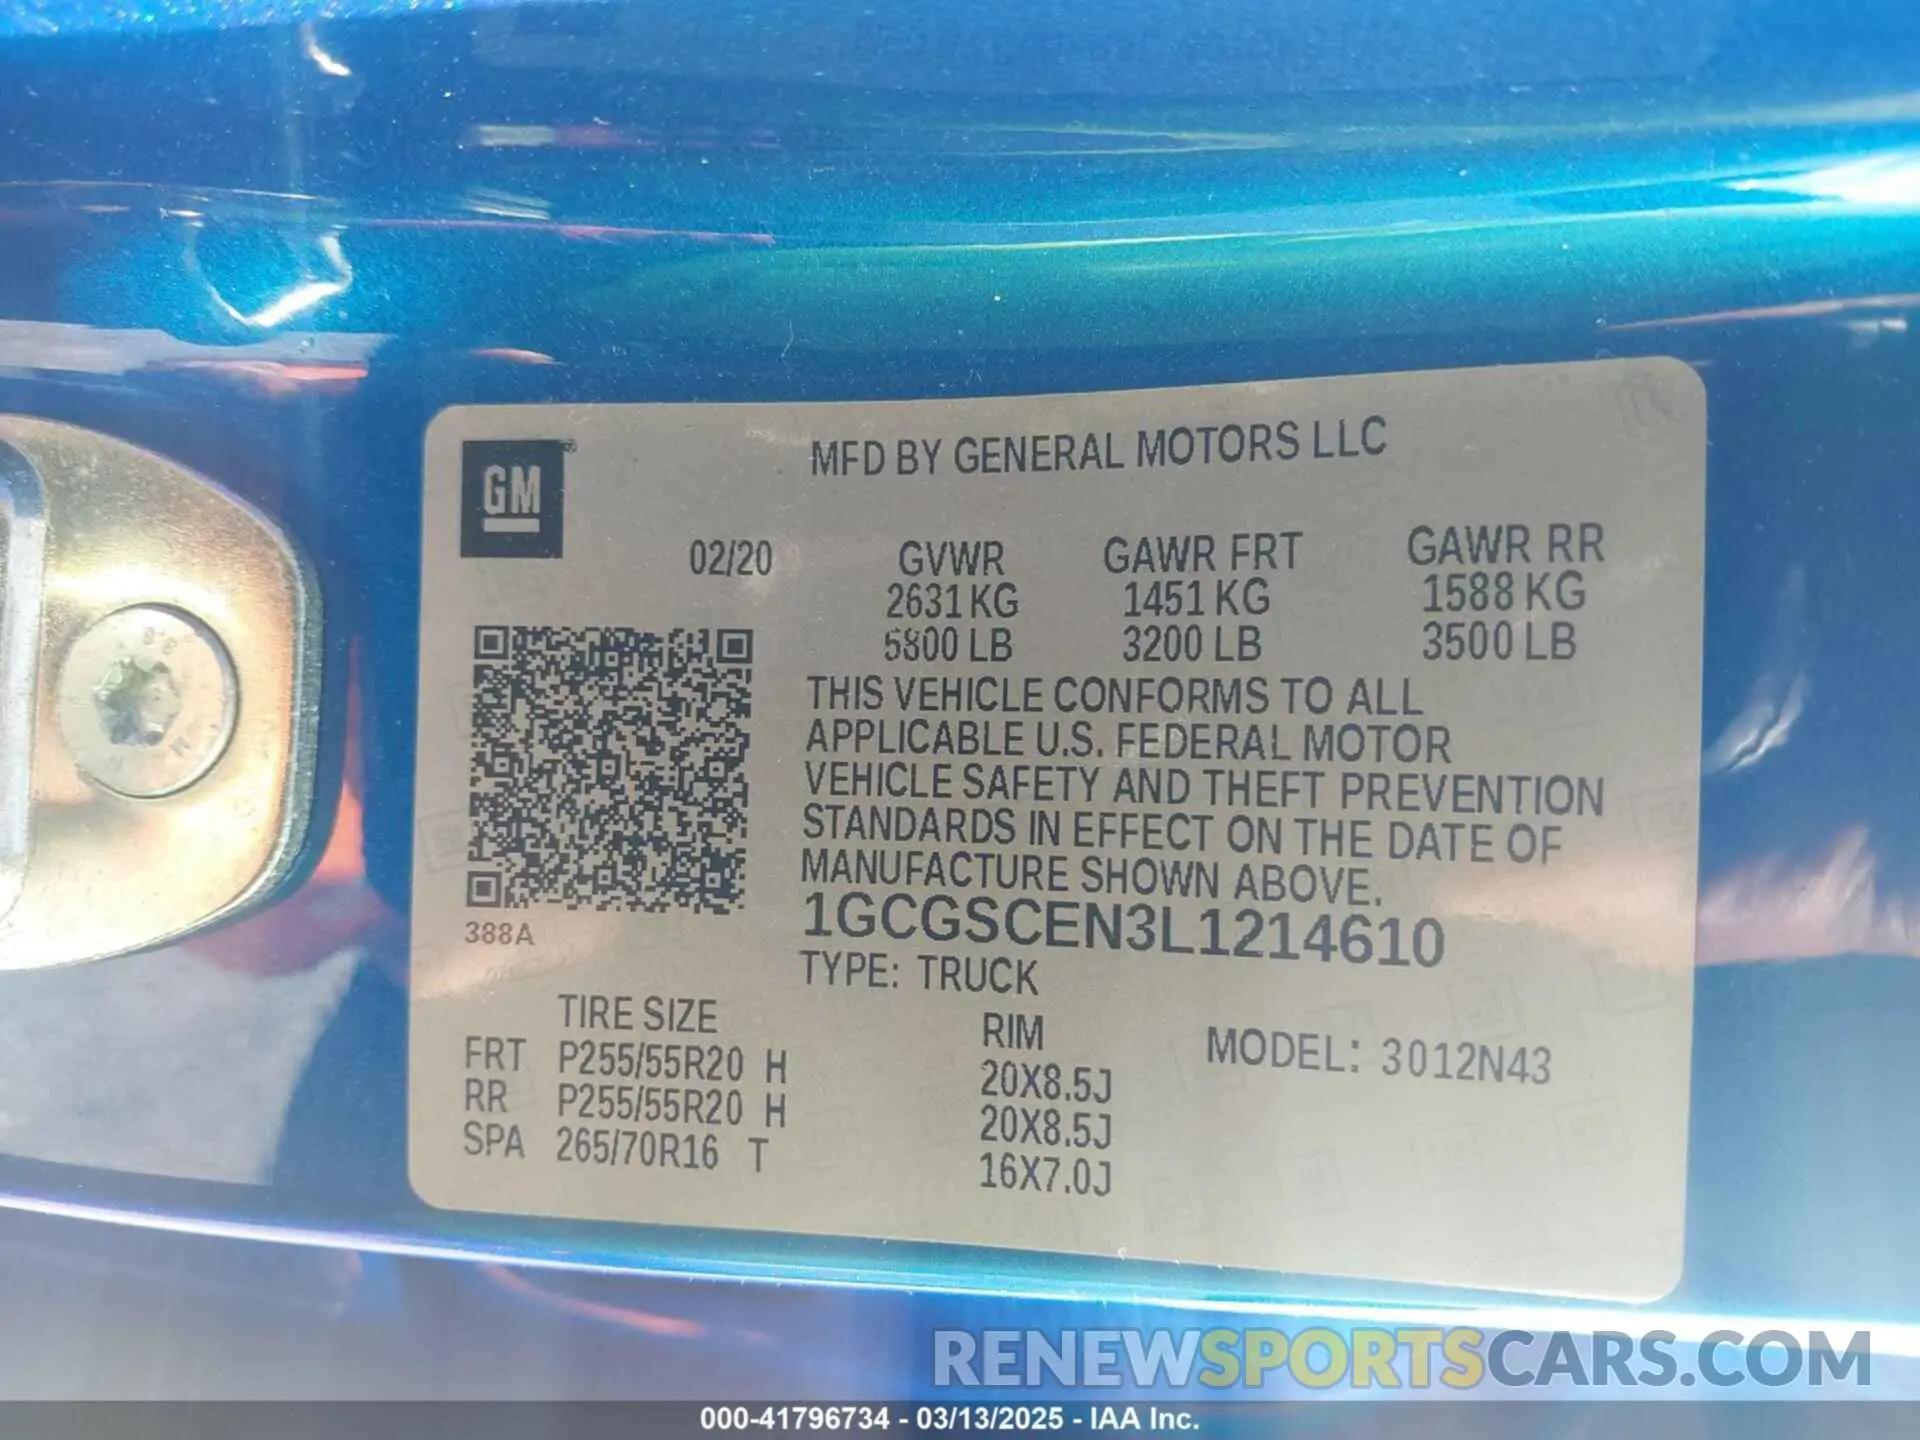 GM
MFD BY GENERAL MOTORS LLC
02/20 GVWR GAWR FRT GAWR RR
2631 KG 1451 KG 1588 KG
5800 LB 3200 LB 3500 LB
THIS VEHICLE CONFORMS TO ALL
APPLICABLE U.S. FEDERAL MOTOR
VEHICLE SAFETY AND THEFT PREVENTION
STANDARDS IN EFFECT ON THE DATE OF
MANUFACTURE SHOWN ABOVE.
1GCGSCEN3L1214610
388A
TYPE: TRUCK
TIRE SIZE RIM
FRT P255/55R20 H 20X8.5J
RR P255/55R20 H 20X8.5J
SPA 265/70R16 T 16X7.0J
MODEL: 3012N43
RENEWSPORTSCARS.COM
000-41796734 - 03/13/2025 - IAA Inc.